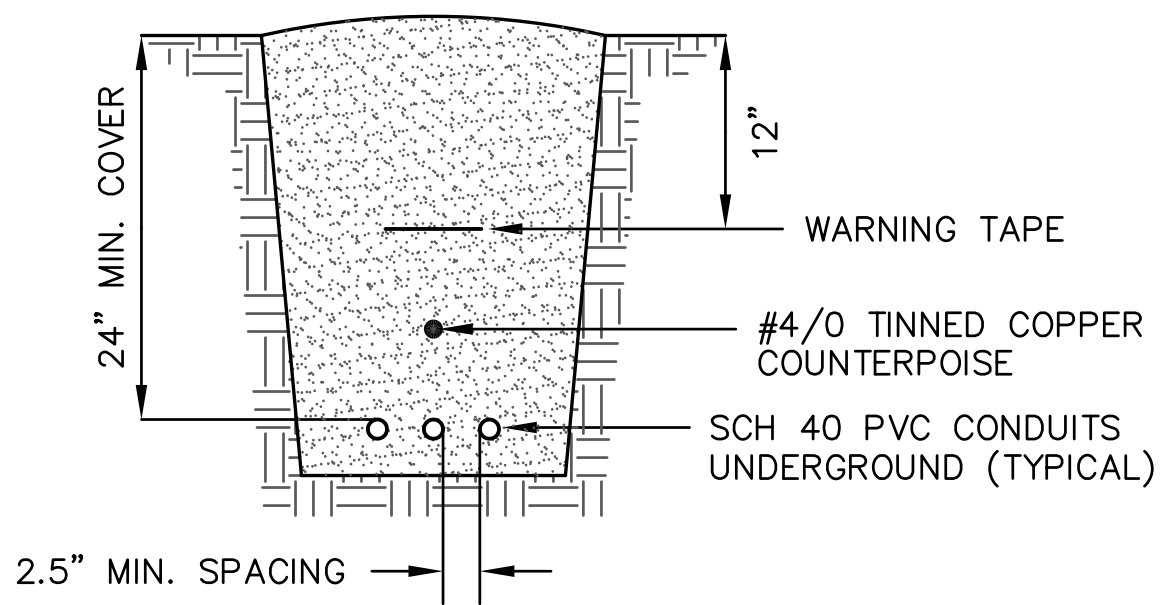 24” MIN. COVER
12”
WARNING TAPE
#4/0 TINNED COPPER
COUNTERPOISE
SCH 40 PVC CONDUITS
UNDERGROUND (TYPICAL)
2.5” MIN. SPACING